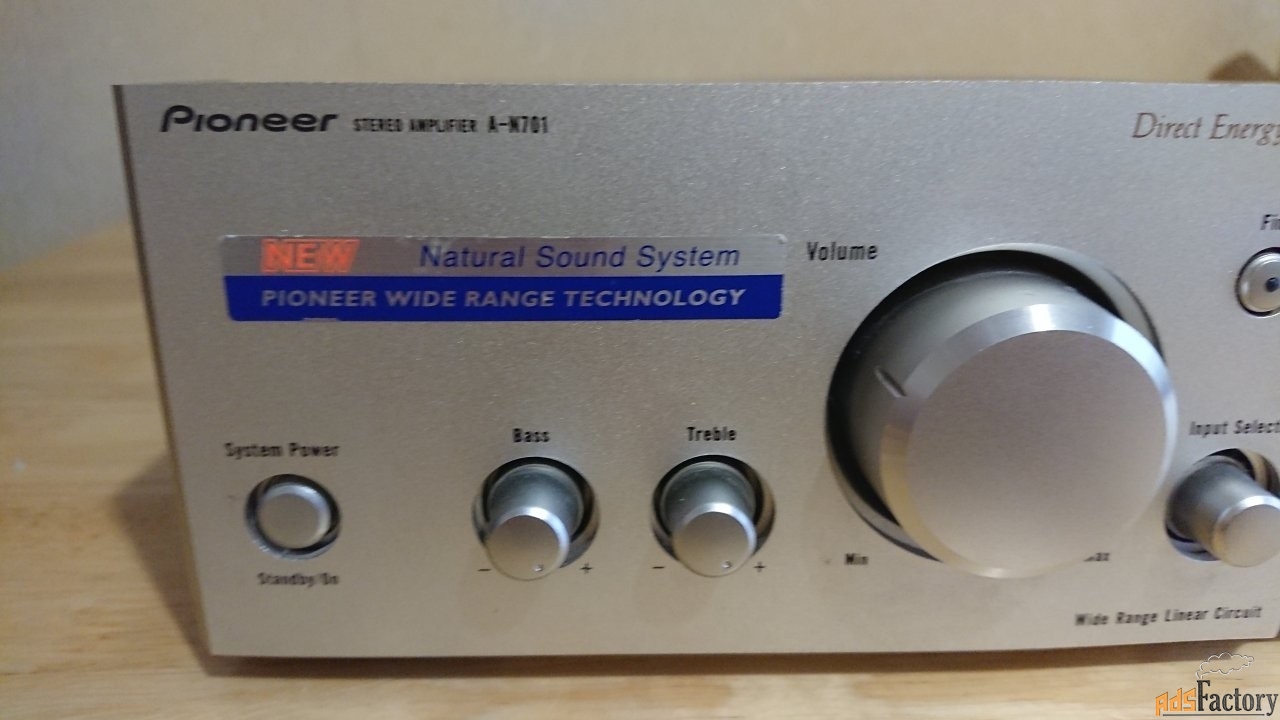 Pioneer STEREO AMPLIFIER A-N701
Direct Energy
NEW Natural Sound System
PIONEER WIDE RANGE TECHNOLOGY
Volume
System Power
Bass
Treble
Input Select
Standby/On
- +
- +
Min
Wide Range Linear Circuit
AdsFactory